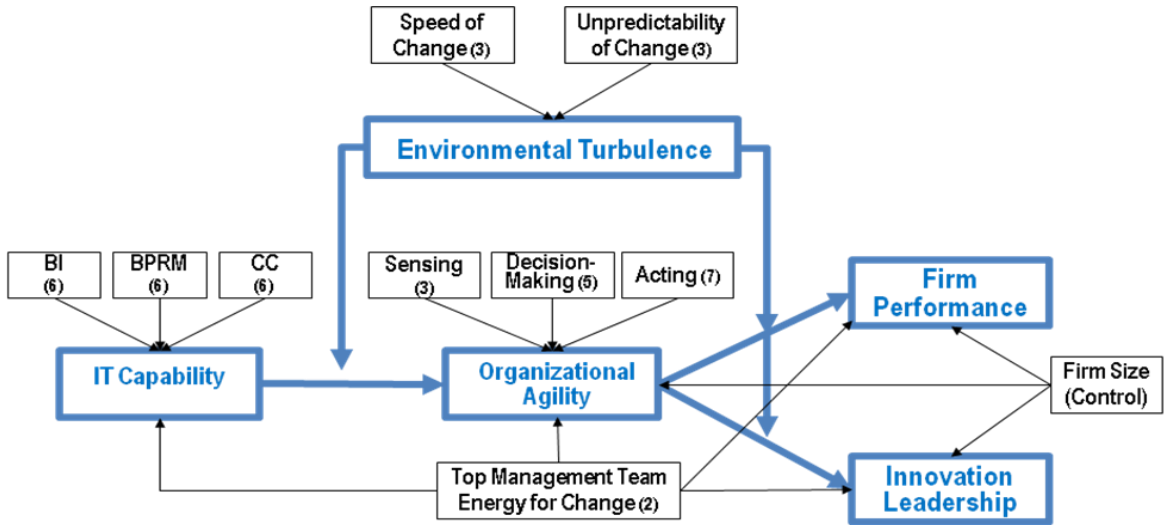 Speed of
Change (3)
Unpredictability
of Change (3)
Environmental Turbulence
BI
(6)
BPRM
(6)
CC
(6)
Sensing
(3)
Decision-
Making (5)
Acting (7)
Firm
Performance
IT Capability
Organizational
Agility
Firm Size
(Control)
Top Management Team
Energy for Change (2)
Innovation
Leadership